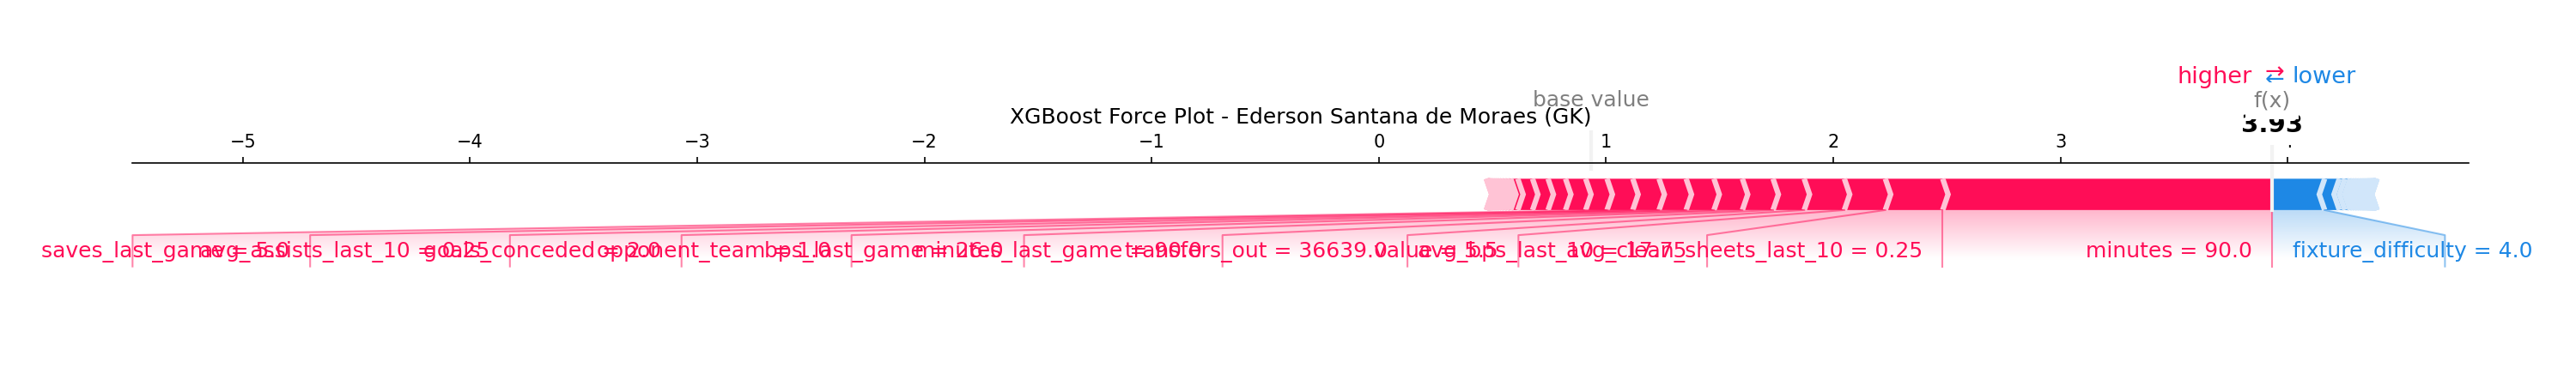 higher ⇄ lower
base value
f(x)
XGBoost Force Plot - Ederson Santana de Moraes (GK)
3.93
−5 −4 −3 −2 −1 0 1 2 3
saves_last_game = 5.0 avg_assists_last_10 = 0.25 goals_conceded = 2.0 opponent_team = 1.0 bps_last_game = 26.0 minutes_last_game = 90.0 transfers_out = 36639.0 value = 5.5 avg_bps_last_10 = 17.75 avg_clean_sheets_last_10 = 0.25 minutes = 90.0 fixture_difficulty = 4.0